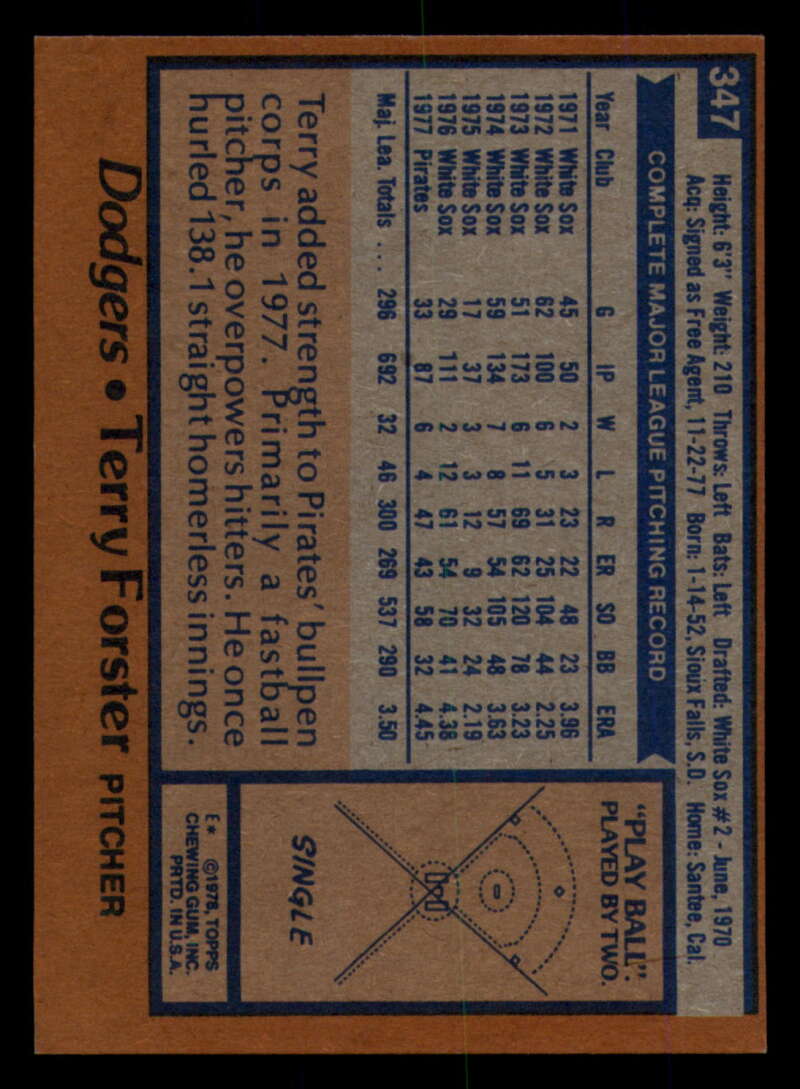 347
Height: 6'3" Weight: 210 Throws: Left Bats: Left Drafted: White Sox #2 - June, 1970
Acq: Signed as Free Agent, 11-22-77 Born: 1-14-52, Sioux Falls, S.D. Home: Santee, Cal.
COMPLETE MAJOR LEAGUE PITCHING RECORD
Year Club G IP W L R ER SO BB ERA
1971 White Sox 45 50 2 3 23 22 48 23 3.96
1972 White Sox 62 100 6 5 31 25 104 44 2.25
1973 White Sox 51 173 6 11 69 62 120 78 3.23
1974 White Sox 59 134 7 8 57 54 105 48 3.63
1975 White Sox 17 37 3 3 12 9 32 24 2.19
1976 White Sox 29 111 2 12 61 54 70 41 4.38
1977 Pirates 33 87 6 4 47 43 58 32 4.45
Maj. Lea. Totals ... 296 692 32 46 300 269 537 290 3.50
Terry added strength to Pirates' bullpen
corps in 1977. Primarily a fastball
pitcher, he overpowers hitters. He once
hurled 138.1 straight homerless innings.
"PLAY BALL":
PLAYED BY TWO.
SINGLE
E* ©1978, TOPPS
CHEWING GUM, INC.
PRTD. IN U.S.A.
Dodgers • Terry Forster PITCHER